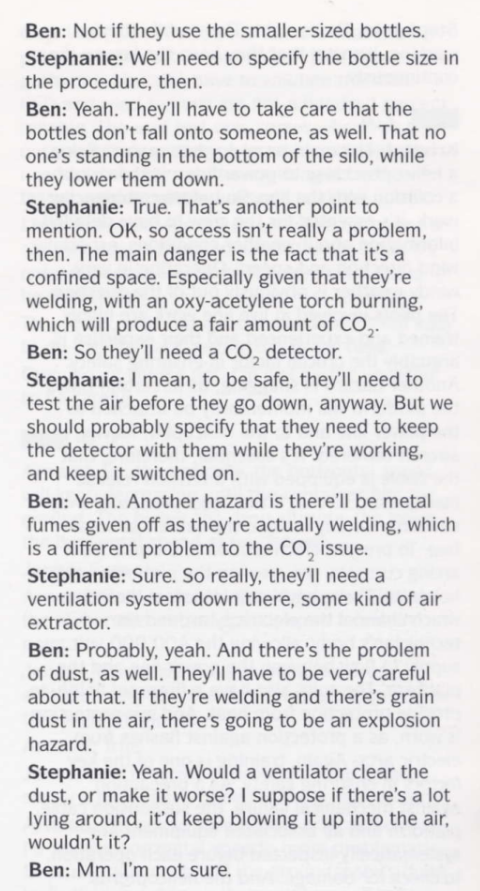 Ben: Not if they use the smaller-sized bottles.
Stephanie: We'll need to specify the bottle size in
the procedure, then.
Ben: Yeah. They'll have to take care that the
bottles don't fall onto someone, as well. That no
one's standing in the bottom of the silo, while
they lower them down.
Stephanie: True. That's another point to
mention. OK, so access isn't really a problem,
then. The main danger is the fact that it's a
confined space. Especially given that they're
welding, with an oxy-acetylene torch burning,
which will produce a fair amount of CO₂.
Ben: So they'll need a CO₂ detector.
Stephanie: I mean, to be safe, they'll need to
test the air before they go down, anyway. But we
should probably specify that they need to keep
the detector with them while they're working,
and keep it switched on.
Ben: Yeah. Another hazard is there'll be metal
fumes given off as they're actually welding, which
is a different problem to the CO₂ issue.
Stephanie: Sure. So really, they'll need a
ventilation system down there, some kind of air
extractor.
Ben: Probably, yeah. And there's the problem
of dust, as well. They'll have to be very careful
about that. If they're welding and there's grain
dust in the air, there's going to be an explosion
hazard.
Stephanie: Yeah. Would a ventilator clear the
dust, or make it worse? I suppose if there's a lot
lying around, it'd keep blowing it up into the air,
wouldn't it?
Ben: Mm. I'm not sure.